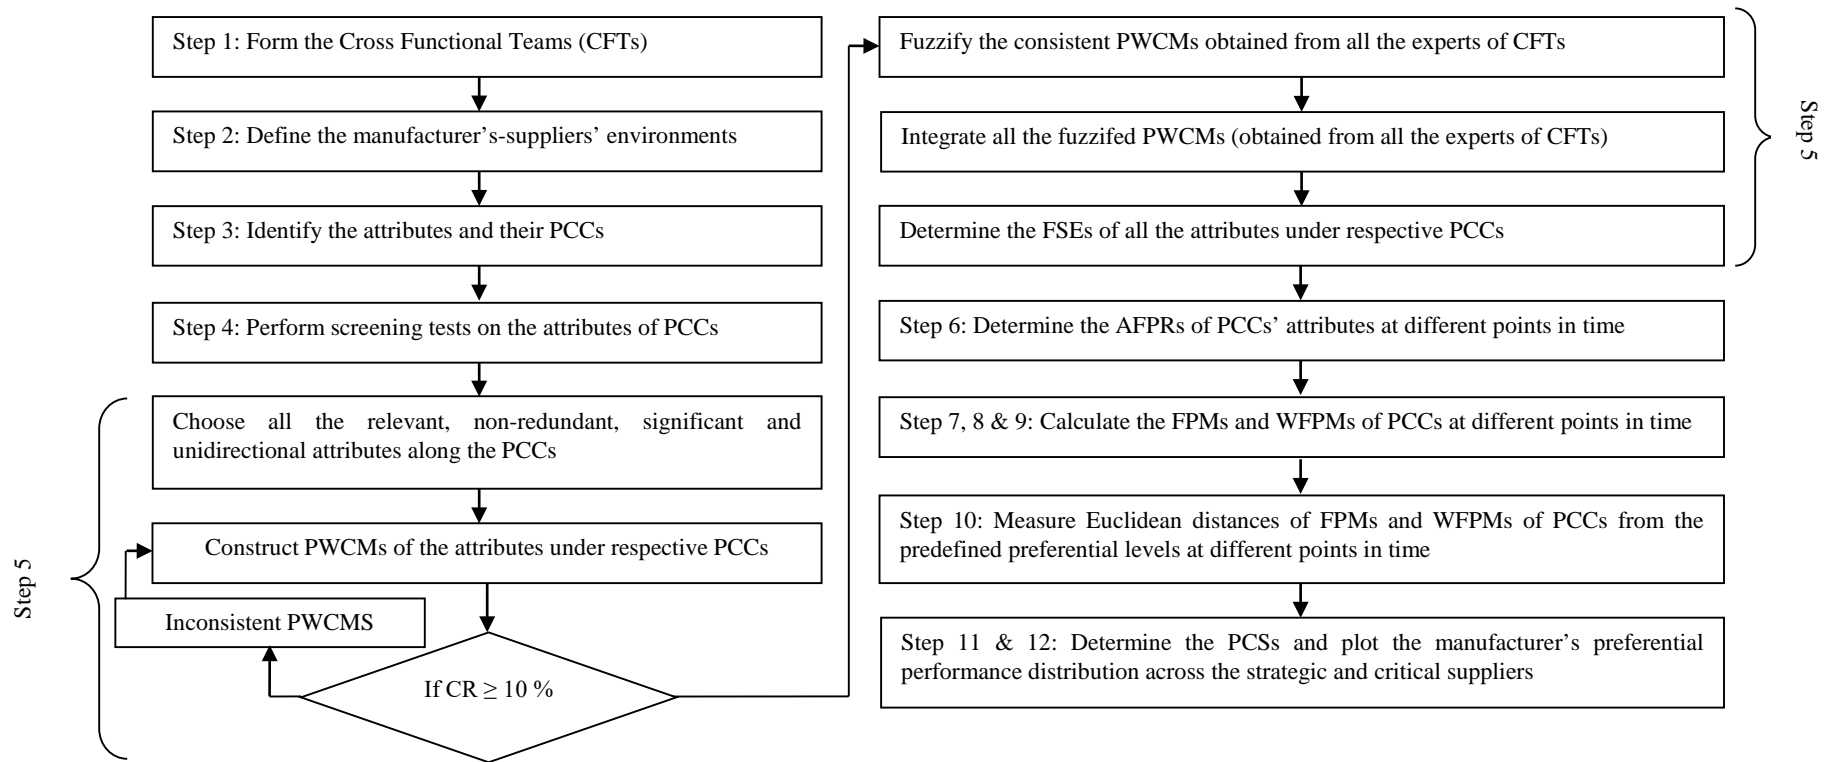 Step 1: Form the Cross Functional Teams (CFTs)
Step 2: Define the manufacturer’s-suppliers’ environments
Step 3: Identify the attributes and their PCCs
Step 4: Perform screening tests on the attributes of PCCs
Step 5
Choose all the relevant, non-redundant, significant and
unidirectional attributes along the PCCs
Construct PWCMs of the attributes under respective PCCs
Inconsistent PWCMS
If CR ≥ 10 %
Fuzzify the consistent PWCMs obtained from all the experts of CFTs
Integrate all the fuzzifed PWCMs (obtained from all the experts of CFTs)
Determine the FSEs of all the attributes under respective PCCs
Step 5
Step 6: Determine the AFPRs of PCCs’ attributes at different points in time
Step 7, 8 & 9: Calculate the FPMs and WFPMs of PCCs at different points in time
Step 10: Measure Euclidean distances of FPMs and WFPMs of PCCs from the
predefined preferential levels at different points in time
Step 11 & 12: Determine the PCSs and plot the manufacturer’s preferential
performance distribution across the strategic and critical suppliers